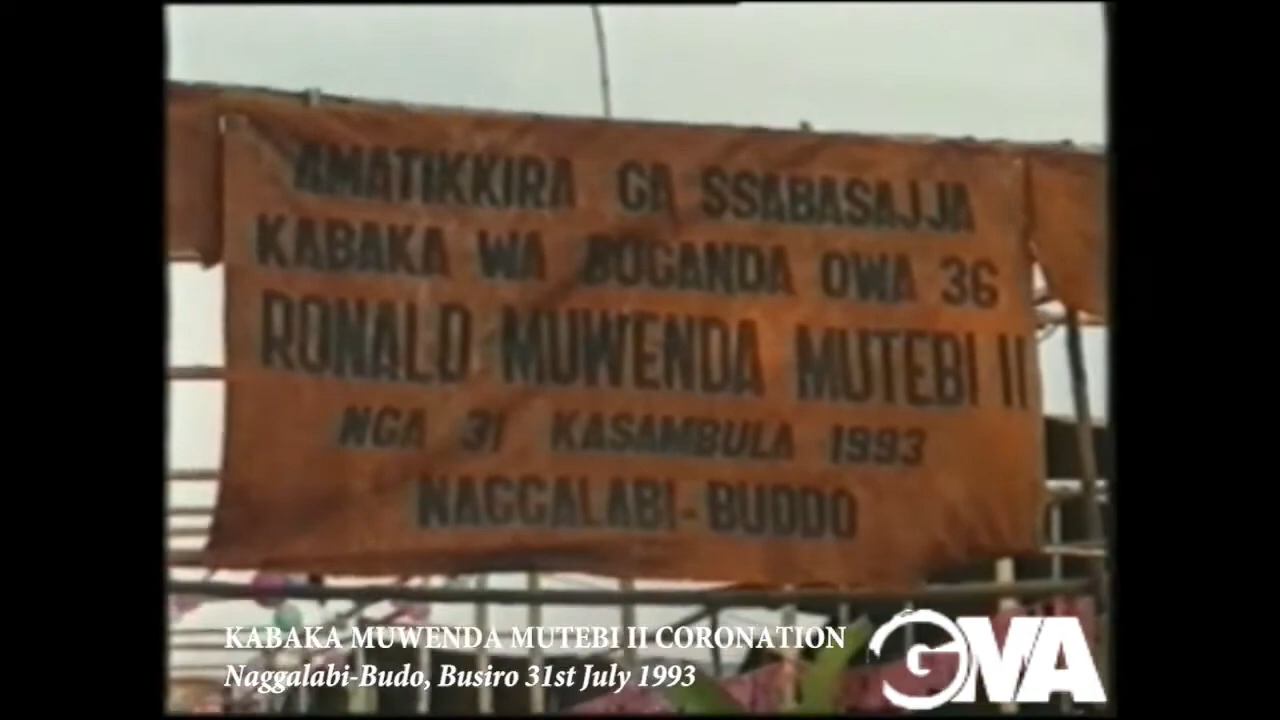 AMATIKKIRA GA SSABASAJJA
KABAKA WA BUGANDA OWA 36
RONALD MUWENDA MUTEBI II
NGA 31 KASAMBULA 1993
NAGGALABI-BUDDO
KABAKA MUWENDA MUTEBI II CORONATION
Naggalabi-Budo, Busiro 31st July 1993
GMA